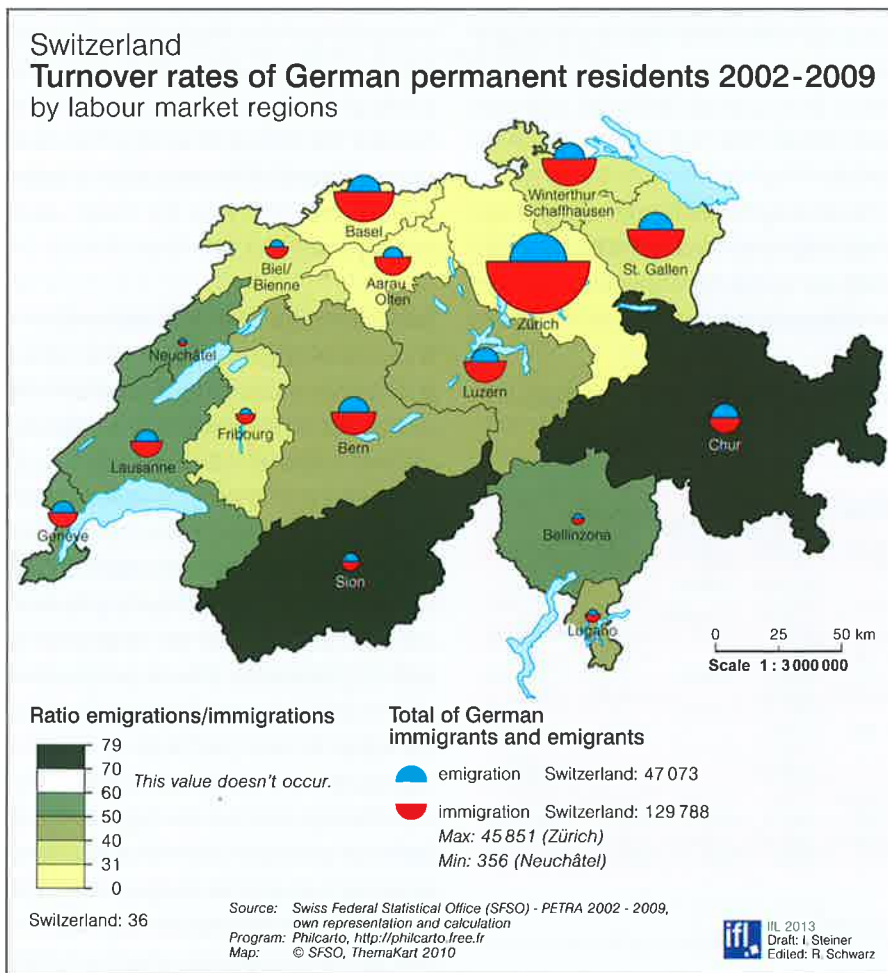 Switzerland
Turnover rates of German permanent residents 2002-2009
by labour market regions
Winterthur
Schaffhausen
Basel
St. Gallen
Biel/
Bienne
Aarau
Olten
Zürich
Neuchâtel
Luzern
Fribourg
Bern
Chur
Lausanne
Genève
Bellinzona
Sion
Lugano
0 25 50 km
Scale 1 : 3 000 000
Ratio emigrations/immigrations
79
70
60
50
40
31
0
This value doesn't occur.
Switzerland: 36
Total of German
immigrants and emigrants
emigration Switzerland: 47 073
immigration Switzerland: 129 788
Max: 45 851 (Zürich)
Min: 356 (Neuchâtel)
Source: Swiss Federal Statistical Office (SFSO) - PETRA 2002 - 2009,
own representation and calculation
Program: Philcarto, http://philcarto.free.fr
Map: © SFSO, ThemaKart 2010
ifl
IfL 2013
Draft: I. Steiner
Edited: R. Schwarz